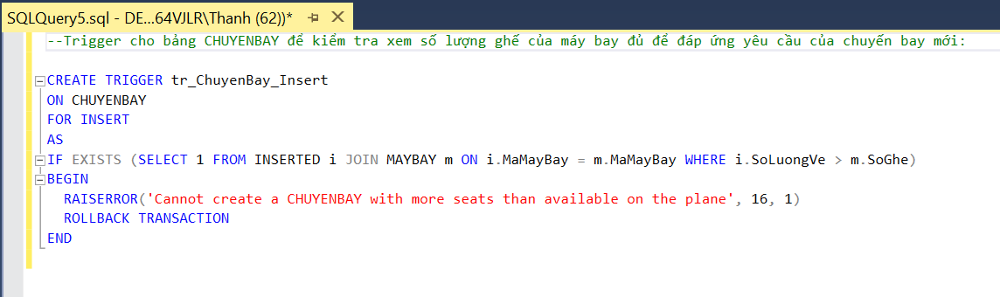 SQLQuery5.sql - DE...64VJLR\Thanh (62))*
--Trigger cho bảng CHUYENBAY để kiểm tra xem số lượng ghế của máy bay đủ để đáp ứng yêu cầu của chuyến bay mới:
CREATE TRIGGER tr_ChuyenBay_Insert
ON CHUYENBAY
FOR INSERT
AS
IF EXISTS (SELECT 1 FROM INSERTED i JOIN MAYBAY m ON i.MaMayBay = m.MaMayBay WHERE i.SoLuongVe > m.SoGhe)
BEGIN
RAISERROR('Cannot create a CHUYENBAY with more seats than available on the plane', 16, 1)
ROLLBACK TRANSACTION
END